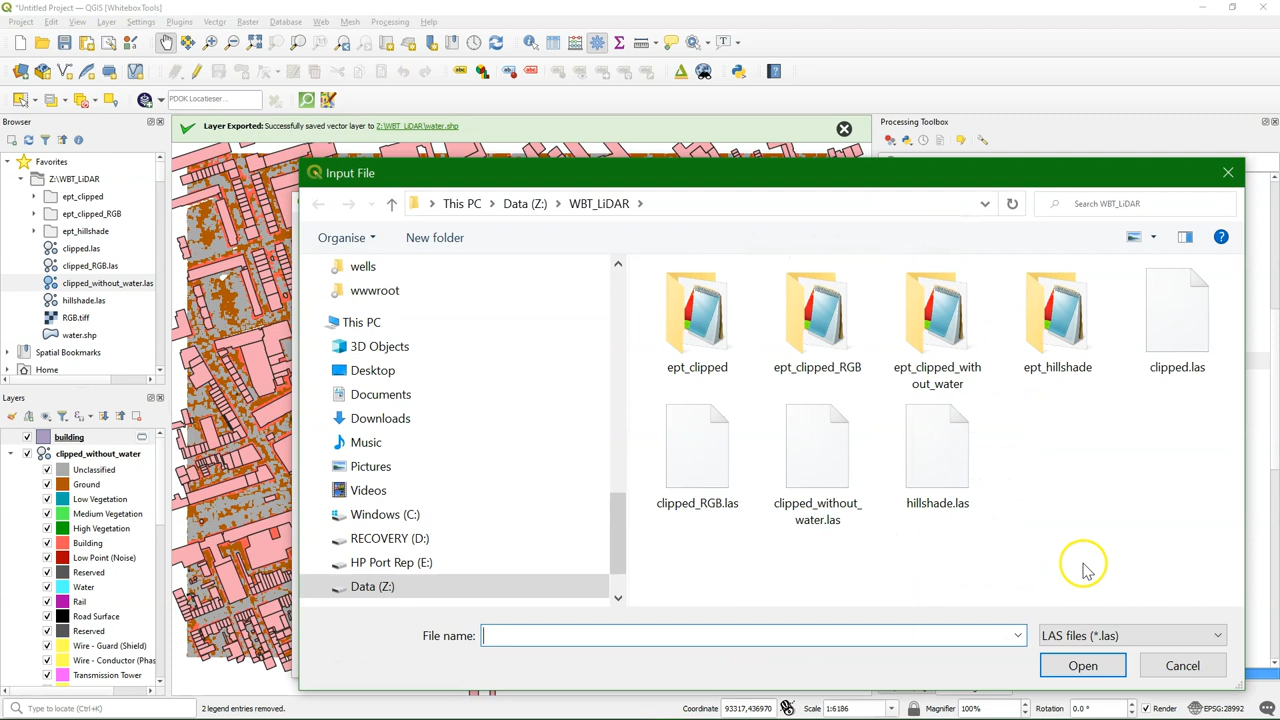 *Untitled Project — QGIS [WhiteboxTools]
Project Edit View Layer Settings Plugins Vector Raster Database Web Mesh Processing Help
PDOK Locatieser...
Browser
Layer Exported: Successfully saved vector layer to Z:\WBT_LiDAR\water.shp
Processing Toolbox
Favorites
Z:\WBT_LiDAR
ept_clipped
ept_clipped_RGB
ept_hillshade
clipped.las
clipped_RGB.las
clipped_without_water.las
hillshade.las
RGB.tiff
water.shp
Spatial Bookmarks
Home
Layers
building
clipped_without_water
Unclassified
Ground
Low Vegetation
Medium Vegetation
High Vegetation
Building
Low Point (Noise)
Reserved
Water
Rail
Road Surface
Reserved
Wire - Guard (Shield)
Wire - Conductor (Phas
Transmission Tower
Input File
This PC Data (Z:) WBT_LiDAR
Search WBT_LiDAR
Organise New folder
wells
wwwroot
This PC
3D Objects
Desktop
Documents
Downloads
Music
Pictures
Videos
Windows (C:)
RECOVERY (D:)
HP Port Rep (E:)
Data (Z:)
ept_clipped
ept_clipped_RGB
ept_clipped_with
out_water
ept_hillshade
clipped.las
clipped_RGB.las
clipped_without_
water.las
hillshade.las
File name:
LAS files (*.las)
Open
Cancel
Type to locate (Ctrl+K) 2 legend entries removed. Coordinate 93317,436970 Scale 1:6186 Magnifier 100% Rotation 0.0 ° Render EPSG:28992